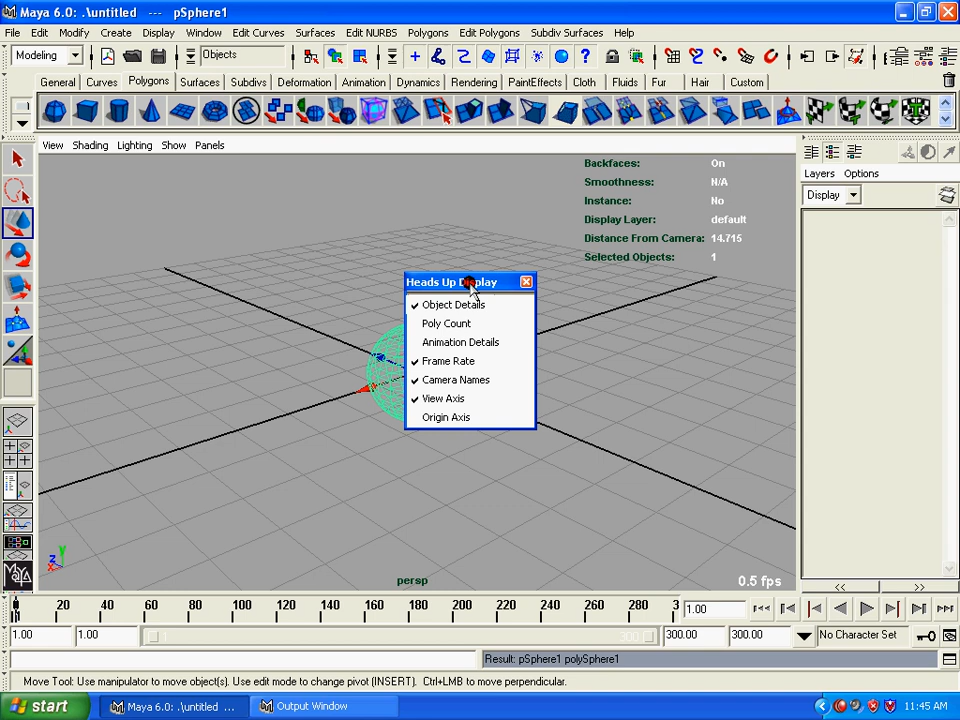 Maya 6.0: .\untitled --- pSphere1
File Edit Modify Create Display Window Edit Curves Surfaces Edit NURBS Polygons Edit Polygons Subdiv Surfaces Help
Modeling Objects
General Curves Polygons Surfaces Subdivs Deformation Animation Dynamics Rendering PaintEffects Cloth Fluids Fur Hair Custom
View Shading Lighting Show Panels
Layers Options
Display
Backfaces: On
Smoothness: N/A
Instance: No
Display Layer: default
Distance From Camera: 14.715
Selected Objects: 1
Heads Up Display
Object Details
Poly Count
Animation Details
Frame Rate
Camera Names
View Axis
Origin Axis
y
z
x
persp
0.5 fps
MAYA
20 40 60 80 100 120 140 160 180 200 220 240 260 280 3
1.00
1.00 1.00 1 300 300.00 300.00 No Character Set
Result: pSphere1 polySphere1
Move Tool: Use manipulator to move object(s). Use edit mode to change pivot (INSERT). Ctrl+LMB to move perpendicular.
start Maya 6.0: .\untitled ... Output Window 11:45 AM